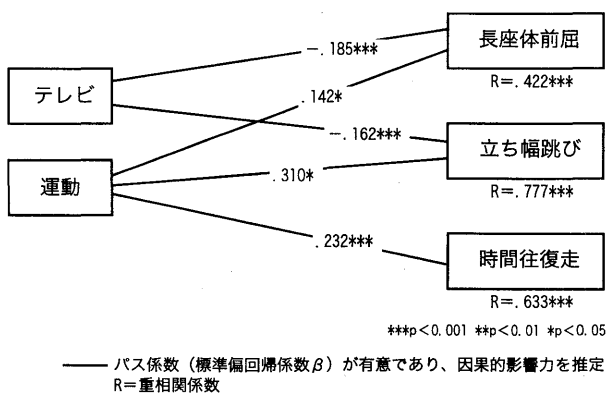 長座体前屈
R=.422***
-.185***
テレビ
.142*
-.162***
立ち幅跳び
R=.777***
運動
.310*
.232***
時間往復走
R=.633***
***p<0.001 **p<0.01 *p<0.05
パス係数(標準偏回帰係数β)が有意であり、因果的影響力を推定
R=重相関係数